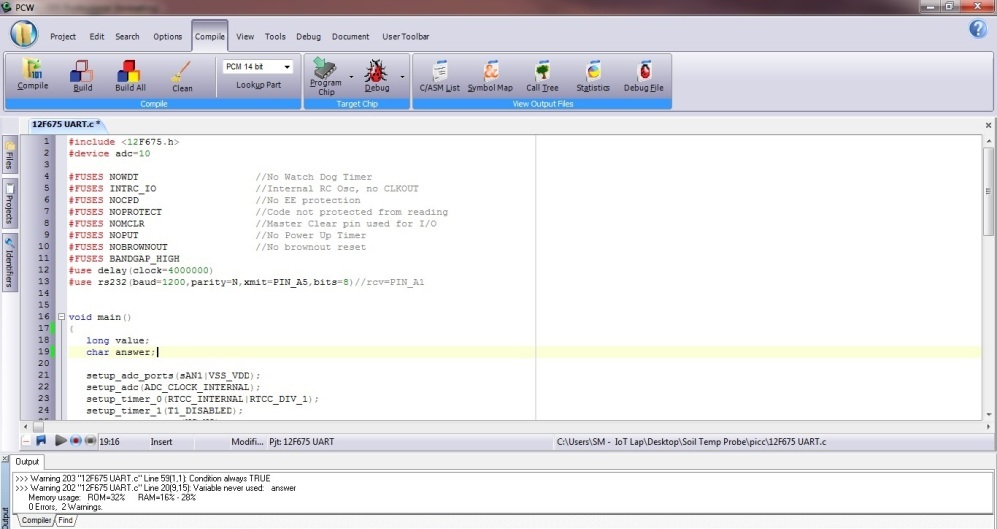 PCW
Project Edit Search Options Compile View Tools Debug Document User Toolbar
PCM 14 bit
Lookup Part
Compile Build Build All Clean Program Chip Debug C/ASM List Symbol Map Call Tree Statistics Debug File
Compile Target Chip View Output Files
12F675 UART.c *
Files
Projects
Identifiers
1 #include <12F675.h>
2 #device adc=10
3
4 #FUSES NOWDT //No Watch Dog Timer
5 #FUSES INTRC_IO //Internal RC Osc, no CLKOUT
6 #FUSES NOCPD //No EE protection
7 #FUSES NOPROTECT //Code not protected from reading
8 #FUSES NOMCLR //Master Clear pin used for I/O
9 #FUSES NOPUT //No Power Up Timer
10 #FUSES NOBROWNOUT //No brownout reset
11 #FUSES BANDGAP_HIGH
12 #use delay(clock=4000000)
13 #use rs232(baud=1200,parity=N,xmit=PIN_A5,bits=8)//rcv=PIN_A1
14
15
16 void main()
17 {
18 long value;
19 char answer;
20
21 setup_adc_ports(sAN1|VSS_VDD);
22 setup_adc(ADC_CLOCK_INTERNAL);
23 setup_timer_0(RTCC_INTERNAL|RTCC_DIV_1);
24 setup_timer_1(T1_DISABLED);
19:16 Insert Modifi... Pjt: 12F675 UART C:\Users\SM - IoT Lap\Desktop\Soil Temp Probe\picc\12F675 UART.c
Output
>>> Warning 203 "12F675 UART.c" Line 59(1,1): Condition always TRUE
>>> Warning 202 "12F675 UART.c" Line 20(9,15): Variable never used: answer
Memory usage: ROM=32% RAM=16% - 28%
0 Errors, 2 Warnings.
Compiler Find